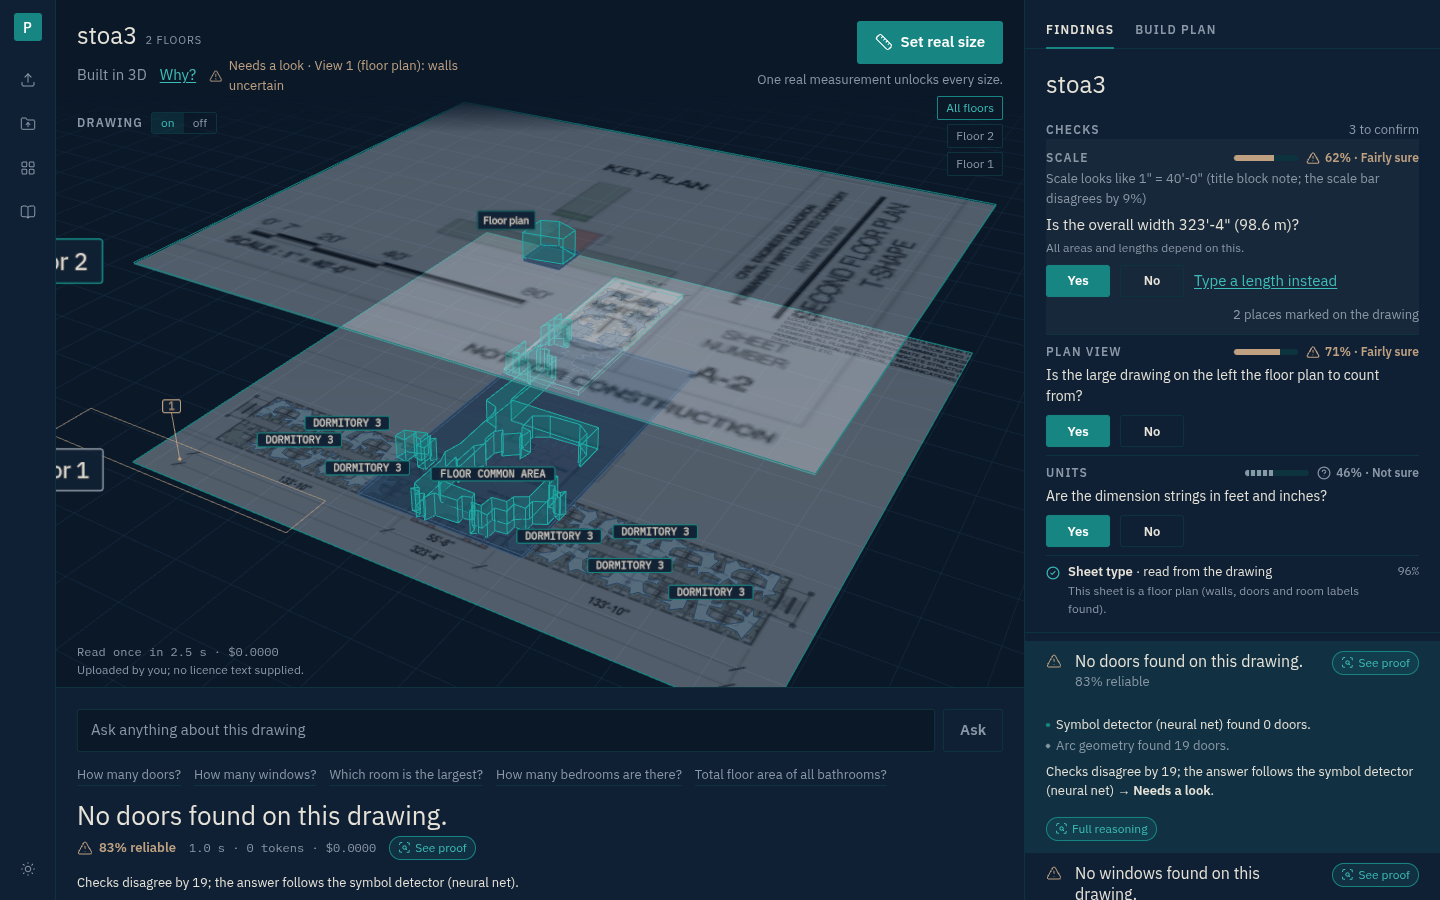 P
stoa3 2 FLOORS
Built in 3D Why? Needs a look · View 1 (floor plan): walls
uncertain
DRAWING on off
Set real size
One real measurement unlocks every size.
All floors
Floor 2
Floor 1
KEY PLAN
Floor plan
0' 20' 40' 80'
SCALE: 1" = 40'-0"
SECOND FLOOR PLAN
T-SHAPE
or 2
SHEET
NUMBER
A-2
NOT FOR CONSTRUCTION
1
DORMITORY 3
DORMITORY 3
DORMITORY 3
FLOOR COMMON AREA
or 1
133'-10"
55'-8"
323'-4"
DORMITORY 3
DORMITORY 3
DORMITORY 3
DORMITORY 3
133'-10"
Read once in 2.5 s · $0.0000
Uploaded by you; no licence text supplied.
Ask anything about this drawing
Ask
How many doors? How many windows? Which room is the largest? How many bedrooms are there? Total floor area of all bathrooms?
No doors found on this drawing.
83% reliable 1.0 s · 0 tokens · $0.0000 See proof
Checks disagree by 19; the answer follows the symbol detector (neural net).
FINDINGS BUILD PLAN
stoa3
CHECKS 3 to confirm
SCALE 62% · Fairly sure
Scale looks like 1" = 40'-0" (title block note; the scale bar
disagrees by 9%)
Is the overall width 323'-4" (98.6 m)?
All areas and lengths depend on this.
Yes No Type a length instead
2 places marked on the drawing
PLAN VIEW 71% · Fairly sure
Is the large drawing on the left the floor plan to count
from?
Yes No
UNITS 46% · Not sure
Are the dimension strings in feet and inches?
Yes No
Sheet type · read from the drawing 96%
This sheet is a floor plan (walls, doors and room labels
found).
No doors found on this drawing. See proof
83% reliable
• Symbol detector (neural net) found 0 doors.
• Arc geometry found 19 doors.
Checks disagree by 19; the answer follows the symbol detector
(neural net) → Needs a look.
Full reasoning
No windows found on this See proof
drawing.